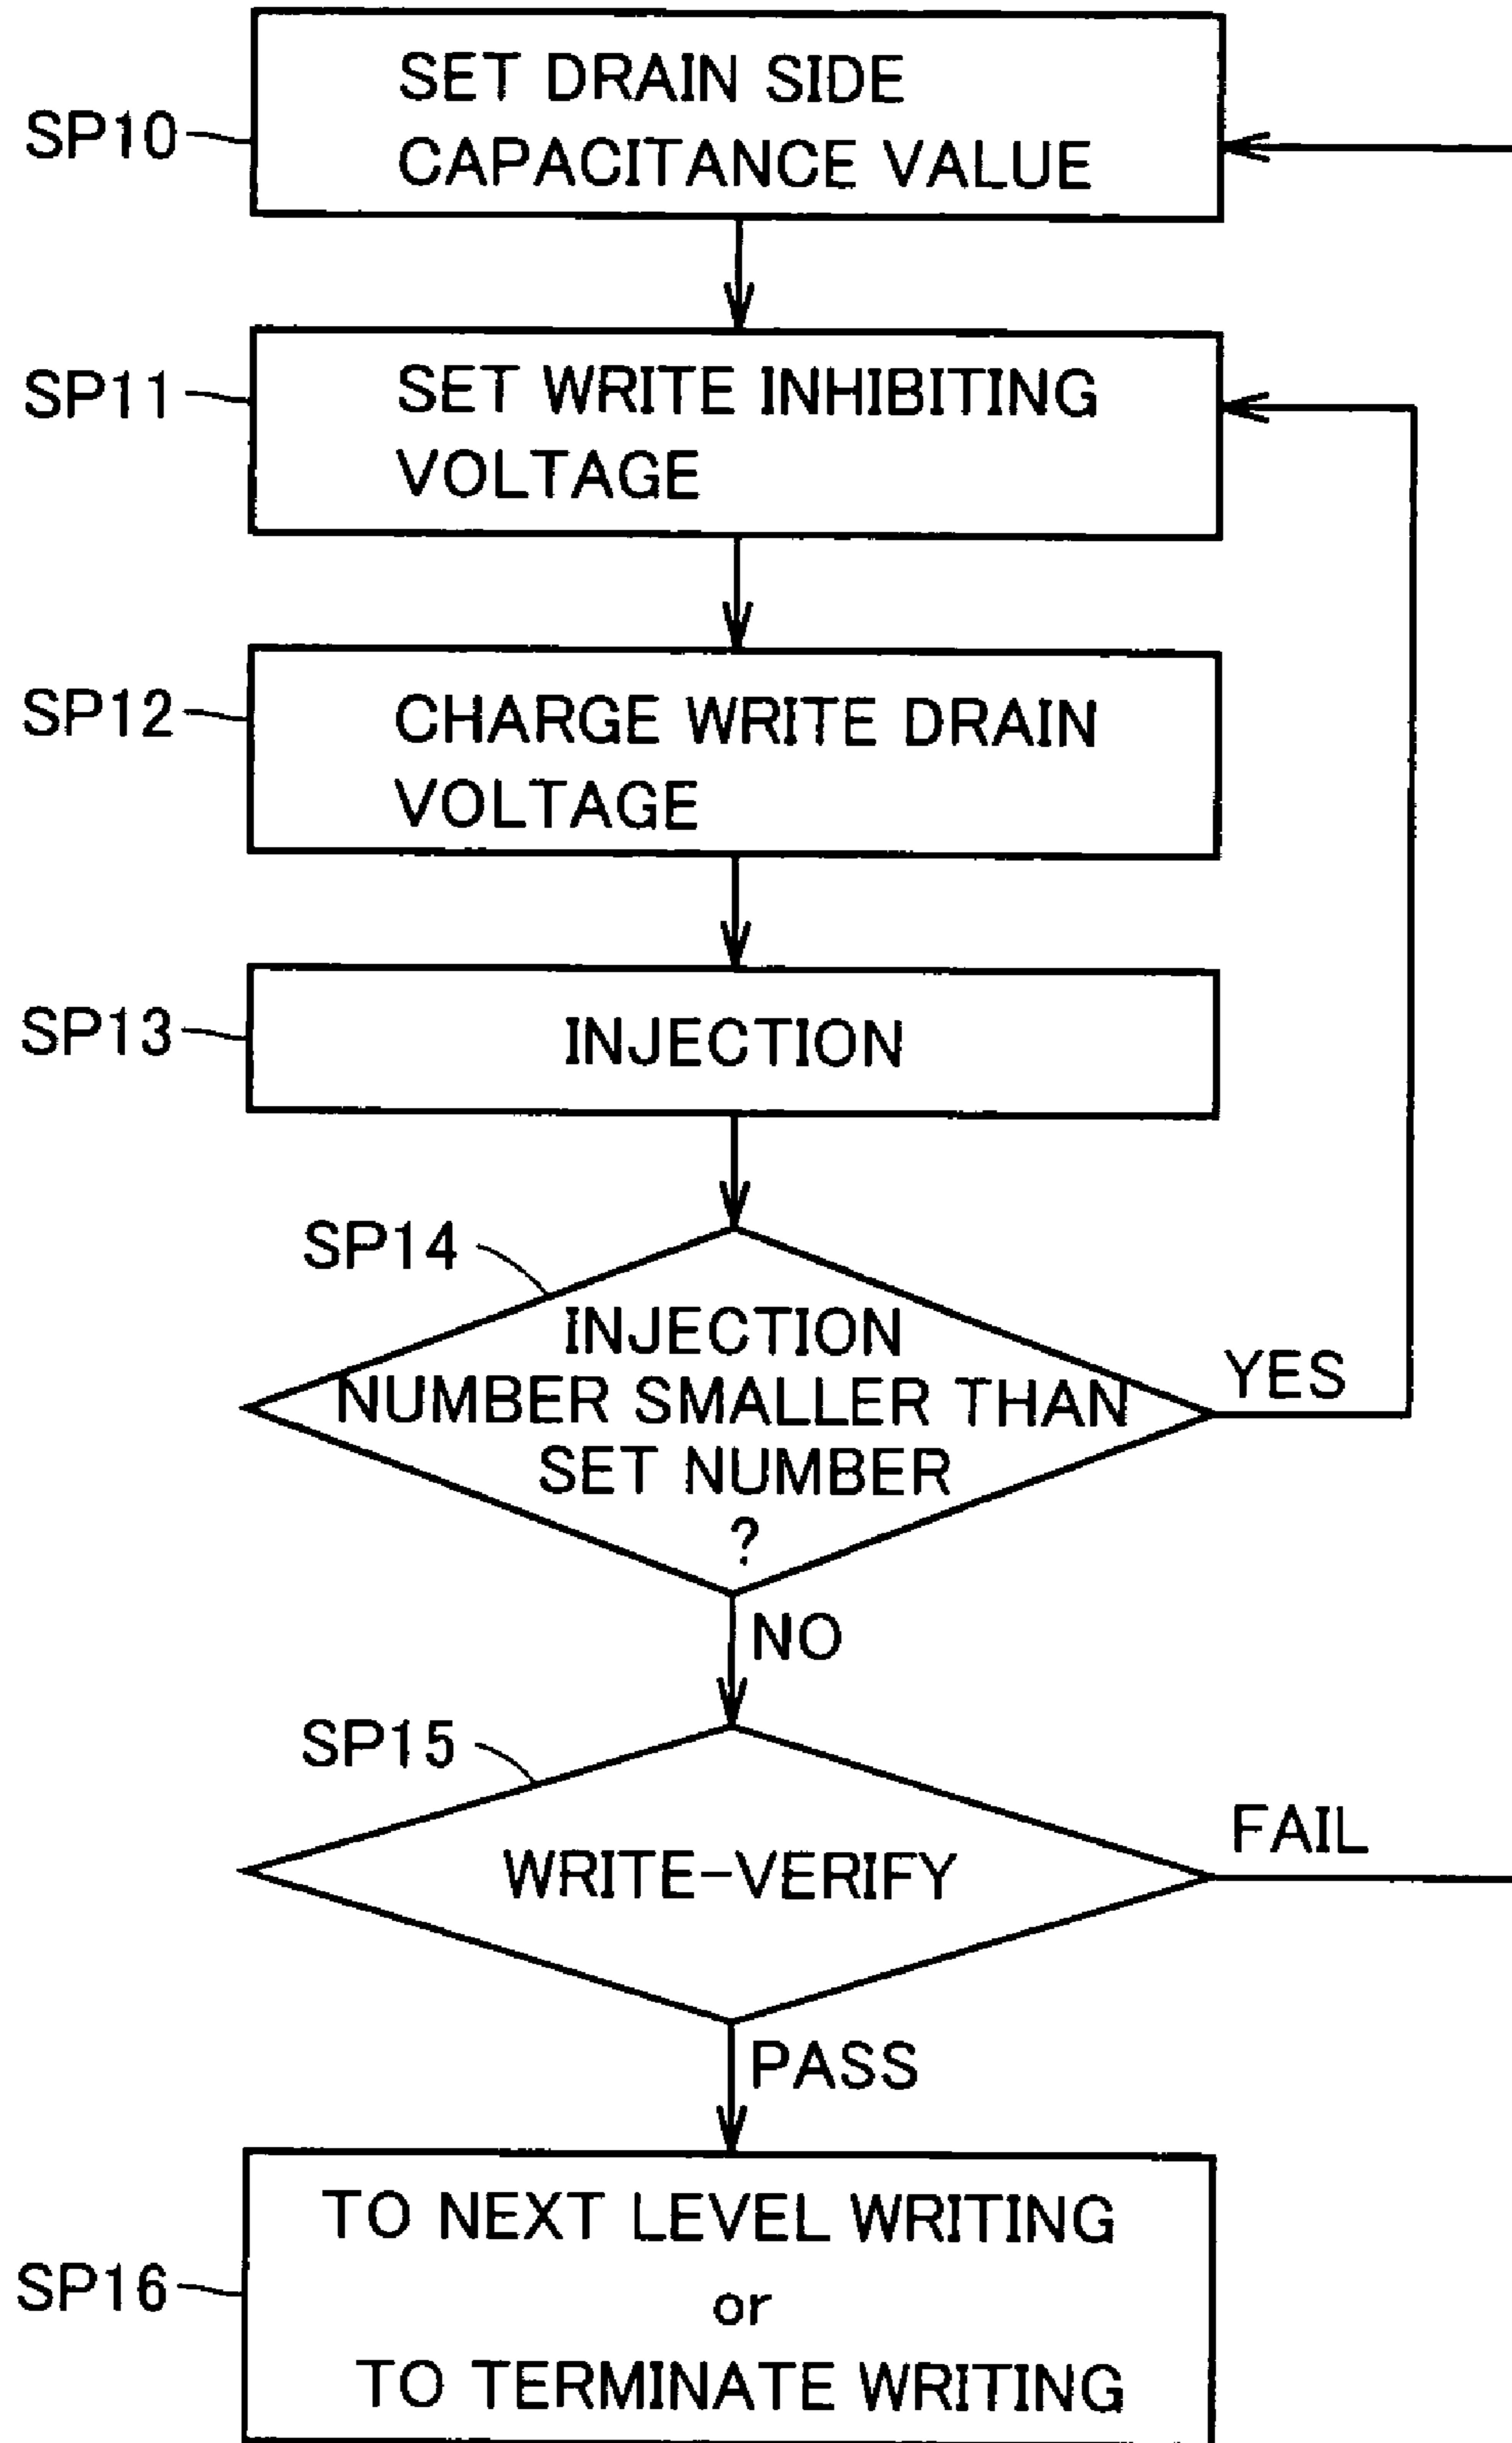 SP10
SET DRAIN SIDE
CAPACITANCE VALUE
SP11
SET WRITE INHIBITING
VOLTAGE
SP12
CHARGE WRITE DRAIN
VOLTAGE
SP13
INJECTION
SP14
INJECTION
NUMBER SMALLER THAN
SET NUMBER
?
YES
NO
SP15
WRITE-VERIFY
FAIL
PASS
SP16
TO NEXT LEVEL WRITING
or
TO TERMINATE WRITING